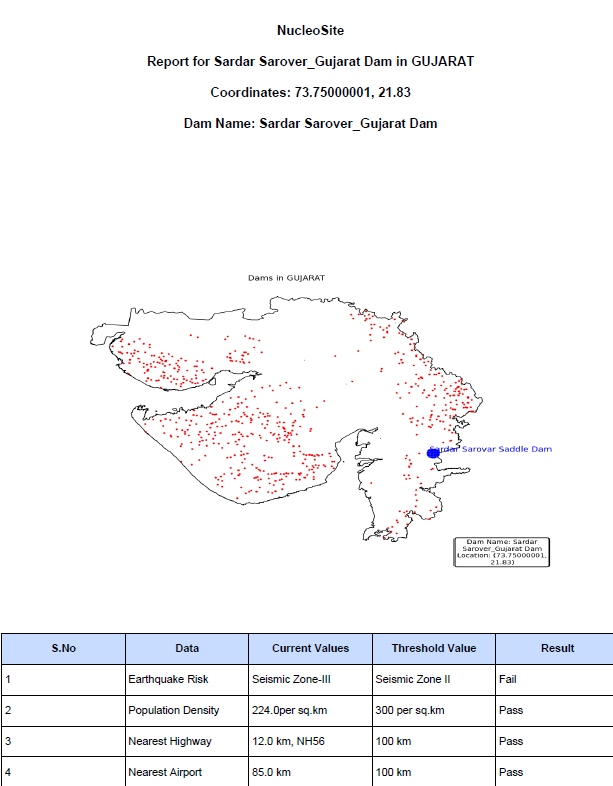 NucleoSite
Report for Sardar Sarover_Gujarat Dam in GUJARAT
Coordinates: 73.75000001, 21.83
Dam Name: Sardar Sarover_Gujarat Dam
Dams in GUJARAT
Sardar Sarovar Saddle Dam
Dam Name: Sardar
Sarover_Gujarat Dam
Location: (73.75000001,
21.83)
S.No Data Current Values Threshold Value Result
1 Earthquake Risk Seismic Zone-III Seismic Zone II Fail
2 Population Density 224.0per sq.km 300 per sq.km Pass
3 Nearest Highway 12.0 km, NH56 100 km Pass
4 Nearest Airport 85.0 km 100 km Pass